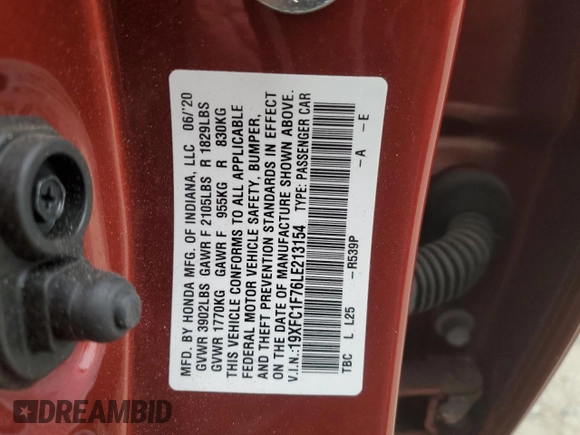 MFD. BY HONDA MFG. OF INDIANA, LLC 06/'20
GVWR 3902LBS GAWR F 2105LBS R 1829LBS
GVWR 1770KG GAWR F 955KG R 830KG
THIS VEHICLE CONFORMS TO ALL APPLICABLE
FEDERAL MOTOR VEHICLE SAFETY, BUMPER,
AND THEFT PREVENTION STANDARDS IN EFFECT
ON THE DATE OF MANUFACTURE SHOWN ABOVE.
V.I.N.:19XFC1F76LE213154 TYPE: PASSENGER CAR
TBC L L25 -R539P -A -E
DREAMBID